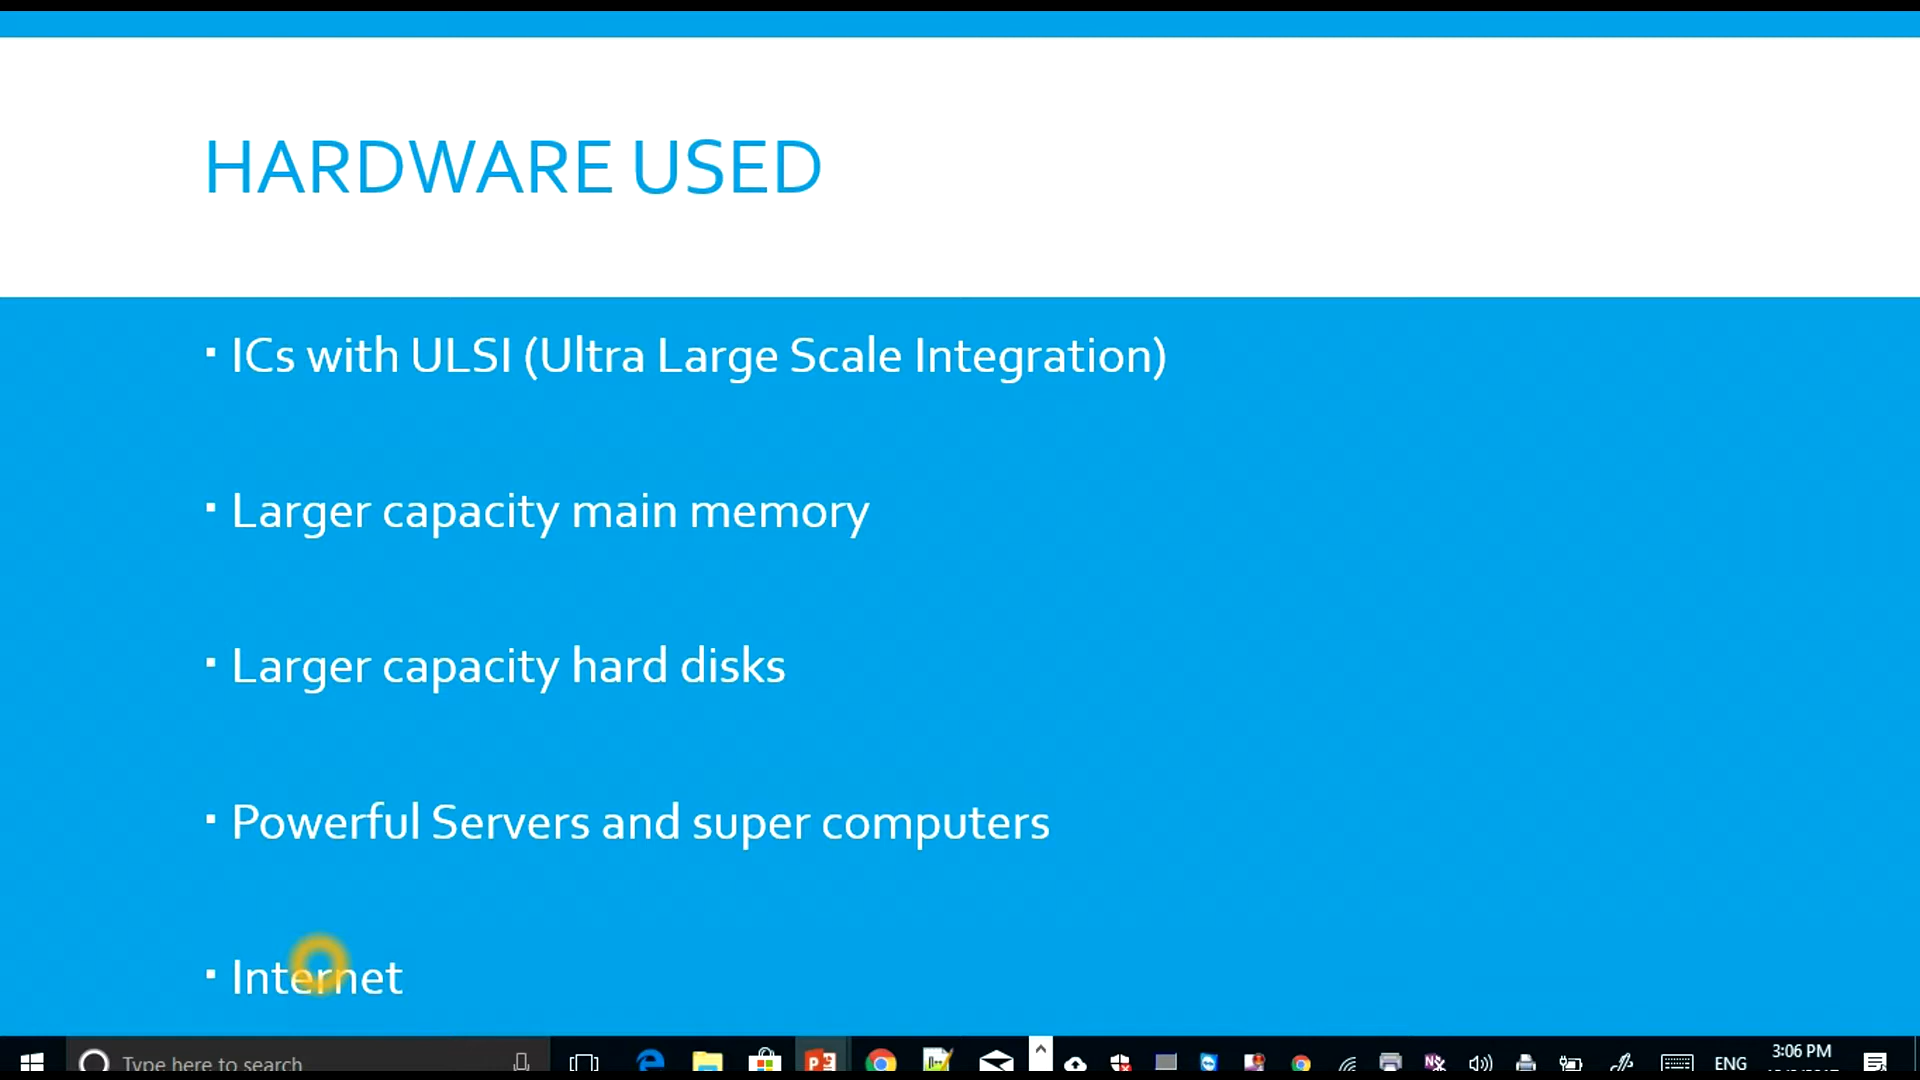 HARDWARE USED
▪ ICs with ULSI (Ultra Large Scale Integration)
▪ Larger capacity main memory
▪ Larger capacity hard disks
▪ Powerful Servers and super computers
▪ Internet
Type here to search
ENG
3:06 PM